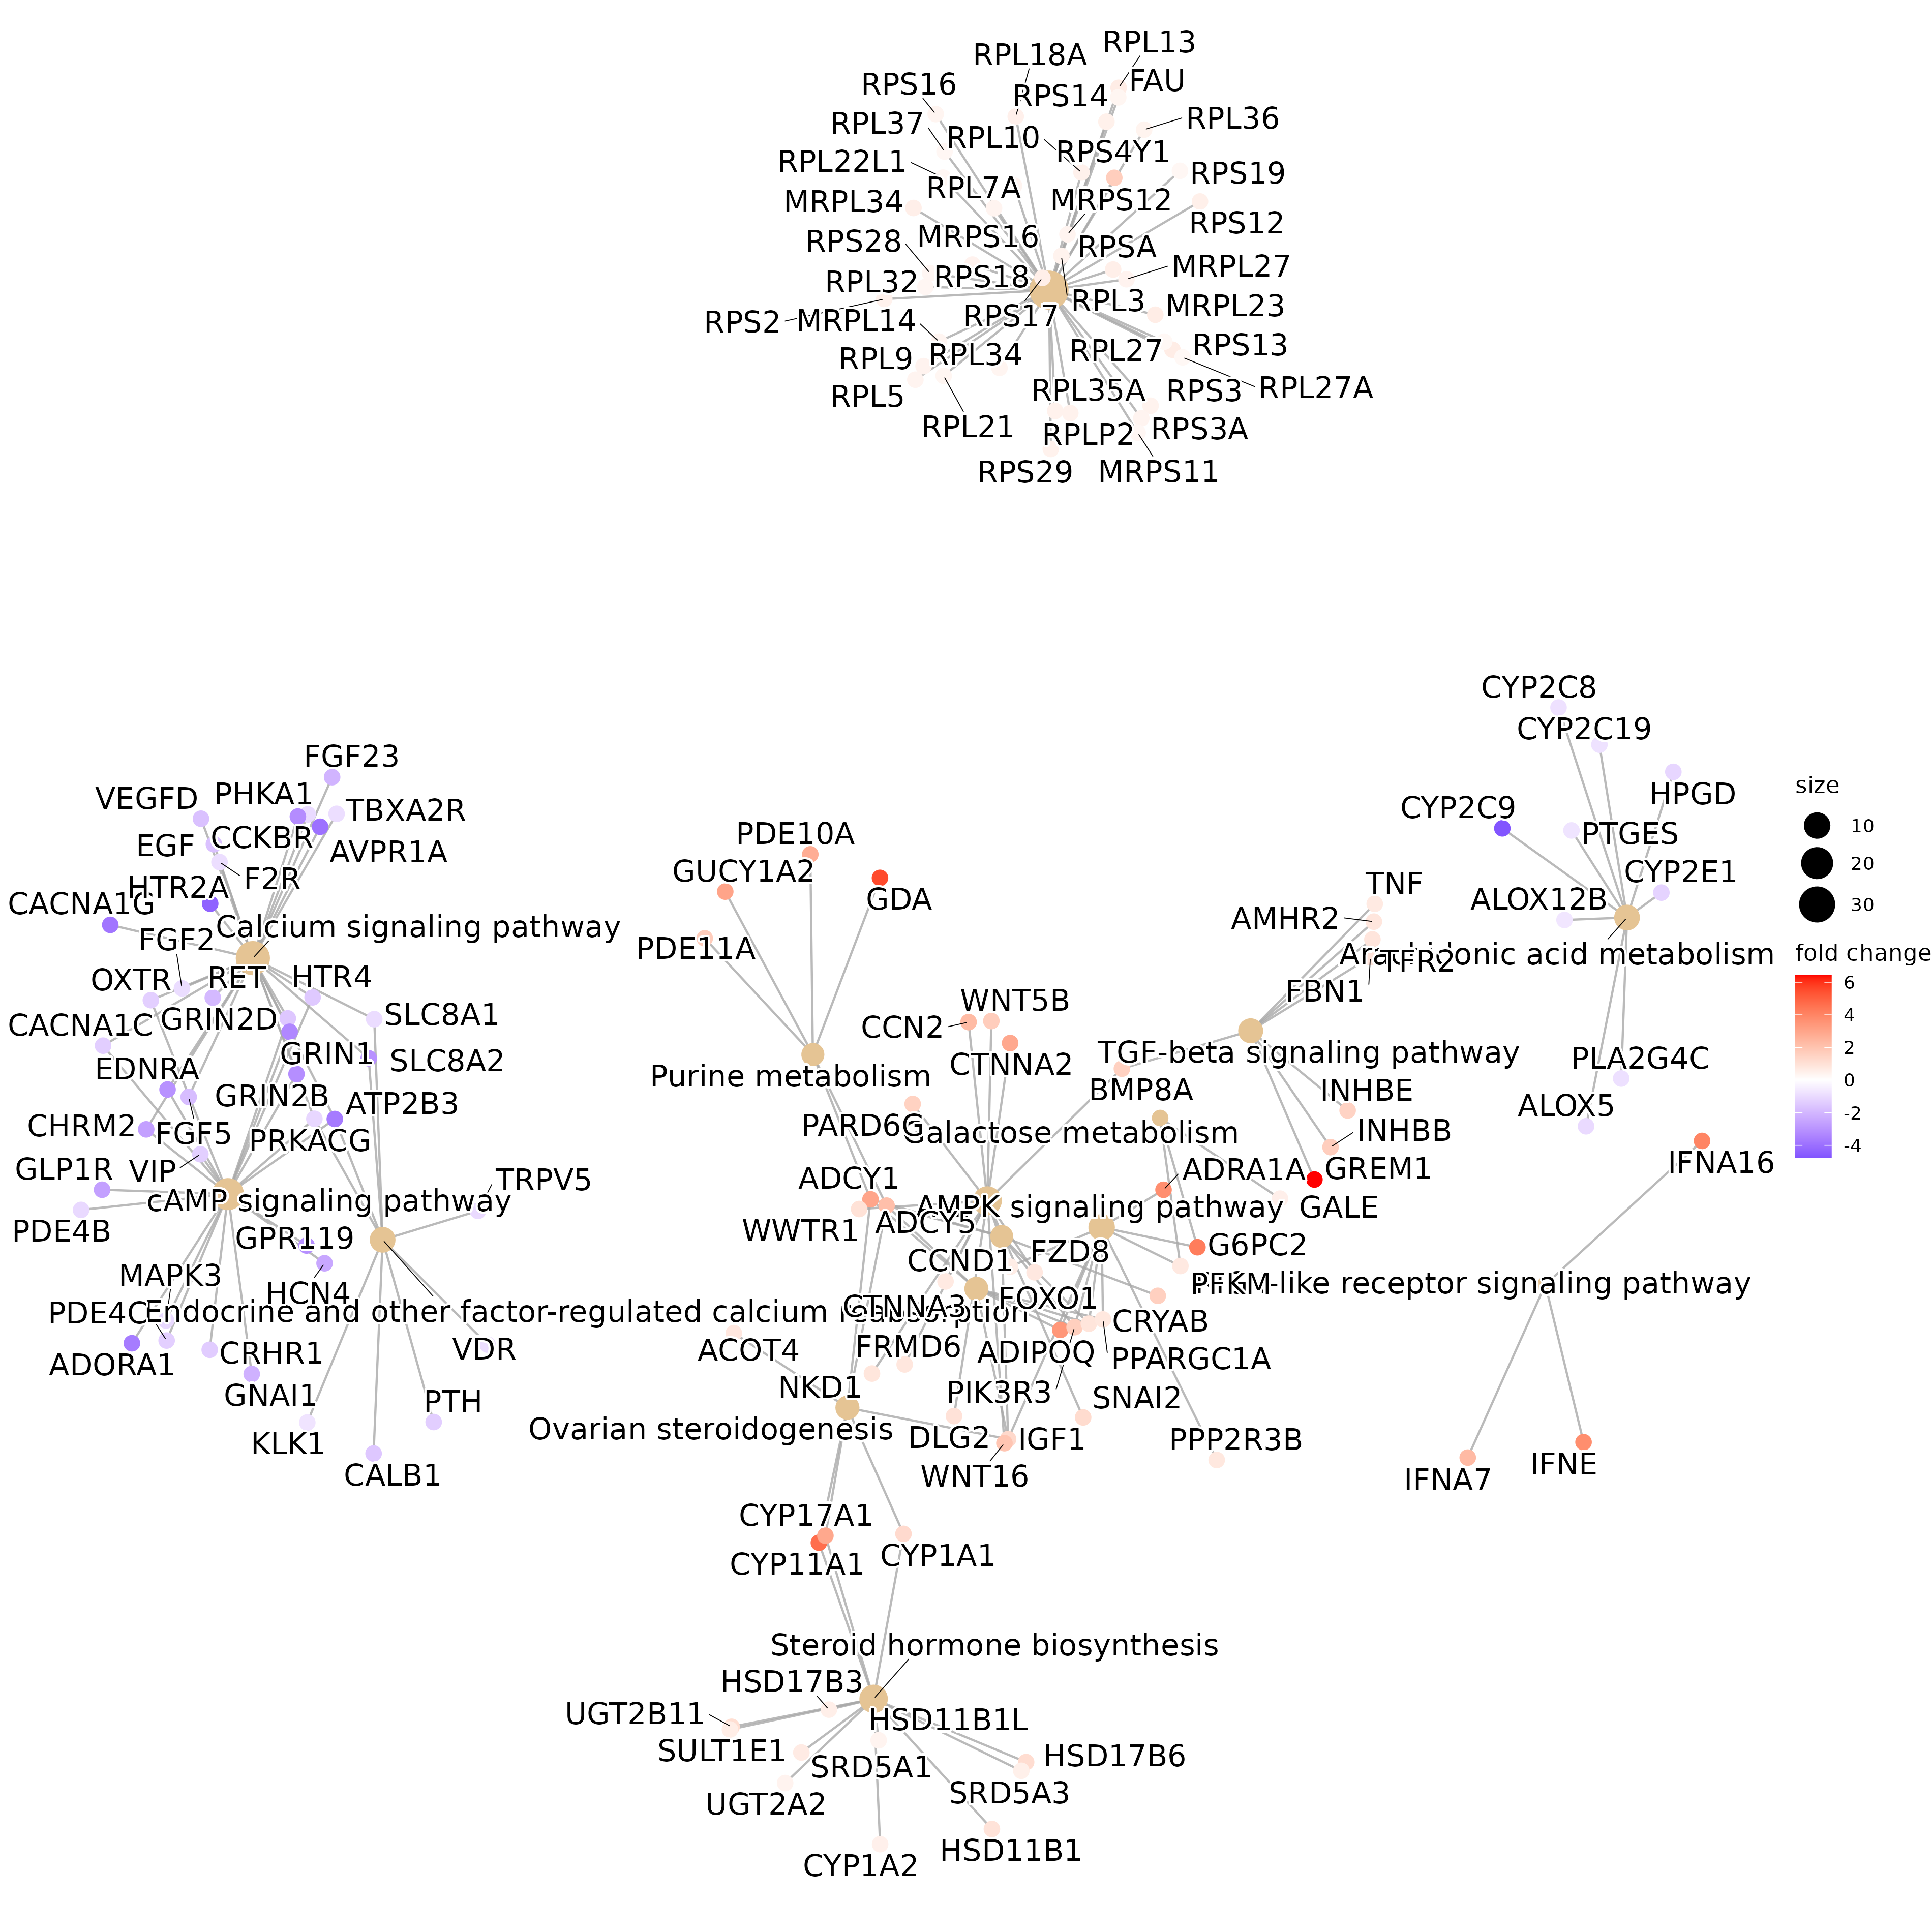 RPL13
RPL18A
FAU
RPS16
RPS14
RPL36
RPL37
RPL10
RPS4Y1
RPL22L1
RPS19
RPL7A
MRPL34
MRPS12
RPS12
RPS28
MRPS16
RPSA
MRPL27
RPL32
RPS18
RPL3
MRPL23
RPS2
MRPL14
RPS17
RPS13
RPL9
RPL34
RPL27
RPL5
RPL35A
RPS3
RPL27A
RPL21
RPLP2
RPS3A
RPS29
MRPS11
CYP2C8
CYP2C19
HPGD
CYP2C9
PTGES
CYP2E1
ALOX12B
Arachidonic acid metabolism
PLA2G4C
ALOX5
FGF23
VEGFD
PHKA1
TBXA2R
EGF
CCKBR
AVPR1A
HTR2A
F2R
CACNA1G
Calcium signaling pathway
FGF2
OXTR
RET
HTR4
CACNA1C
GRIN2D
SLC8A1
EDNRA
GRIN1
SLC8A2
GRIN2B
ATP2B3
CHRM2
FGF5
PRKACG
GLP1R
VIP
TRPV5
cAMP signaling pathway
PDE4B
GPR119
MAPK3
HCN4
PDE4C
Endocrine and other factor-regulated calcium reabsorption
ADORA1
CRHR1
VDR
GNAI1
PTH
KLK1
CALB1
PDE10A
GUCY1A2
GDA
PDE11A
Purine metabolism
WNT5B
CCN2
CTNNA2
TNF
AMHR2
TFR2
FBN1
TGF-beta signaling pathway
BMP8A
INHBE
PARD6G
Galactose metabolism
INHBB
ADCY1
ADRA1A
GREM1
IFNA16
WWTR1
ADCY5
AMPK signaling pathway
GALE
CCND1
FZD8
G6PC2
PFKM
-like receptor signaling pathway
CTNNA3
FOXO1
CRYAB
ACOT4
FRMD6
ADIPOQ
PPARGC1A
NKD1
PIK3R3
SNAI2
Ovarian steroidogenesis
DLG2
IGF1
PPP2R3B
WNT16
IFNA7
IFNE
CYP17A1
CYP11A1
CYP1A1
Steroid hormone biosynthesis
HSD17B3
UGT2B11
HSD11B1L
SULT1E1
SRD5A1
HSD17B6
UGT2A2
SRD5A3
CYP1A2
HSD11B1
size
10
20
30
fold change
6
4
2
0
-2
-4